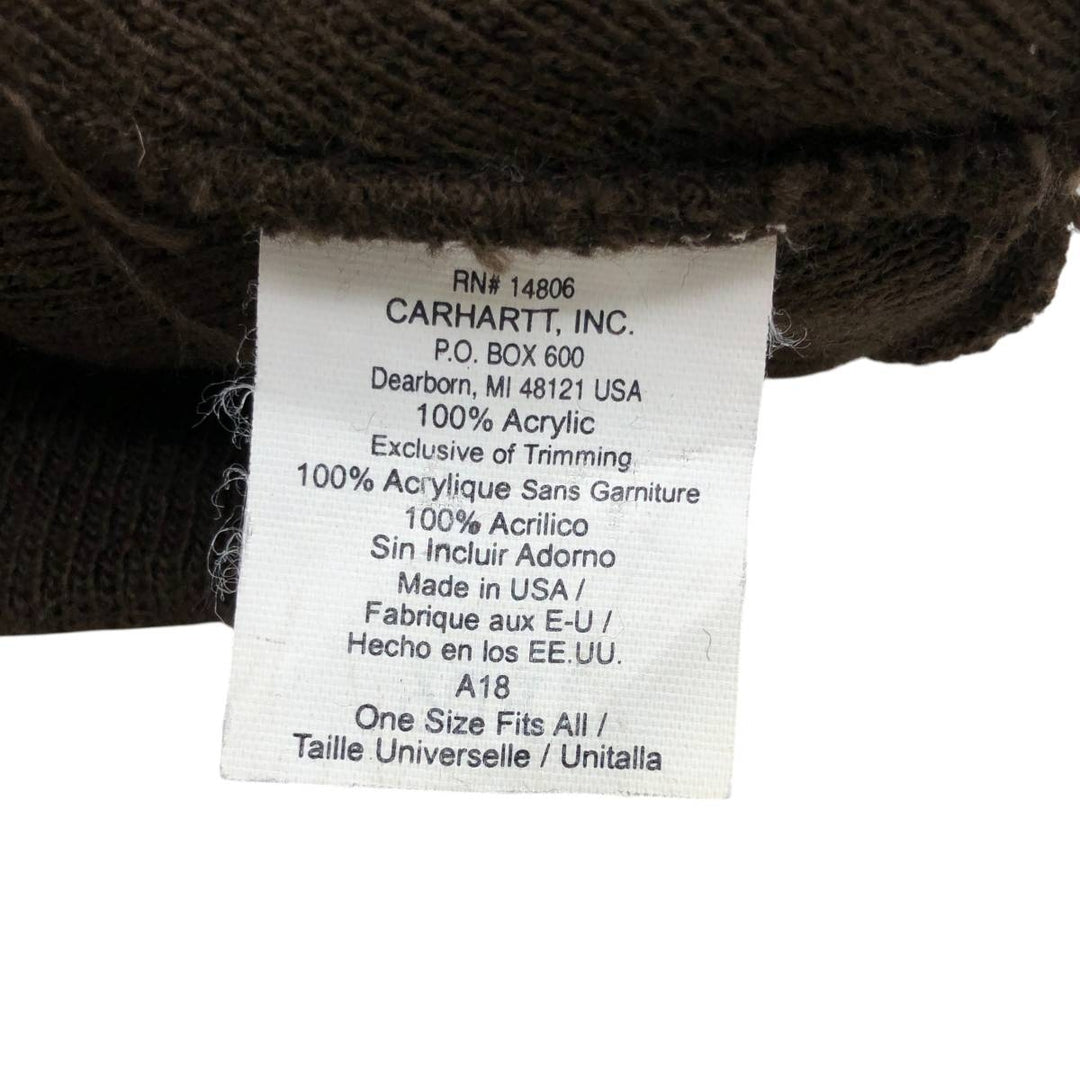 RN# 14806
CARHARTT, INC.
P.O. BOX 600
Dearborn, MI 48121 USA
100% Acrylic
Exclusive of Trimming
100% Acrylique Sans Garniture
100% Acrilico
Sin Incluir Adorno
Made in USA /
Fabrique aux E-U /
Hecho en los EE.UU.
A18
One Size Fits All /
Taille Universelle / Unitalla